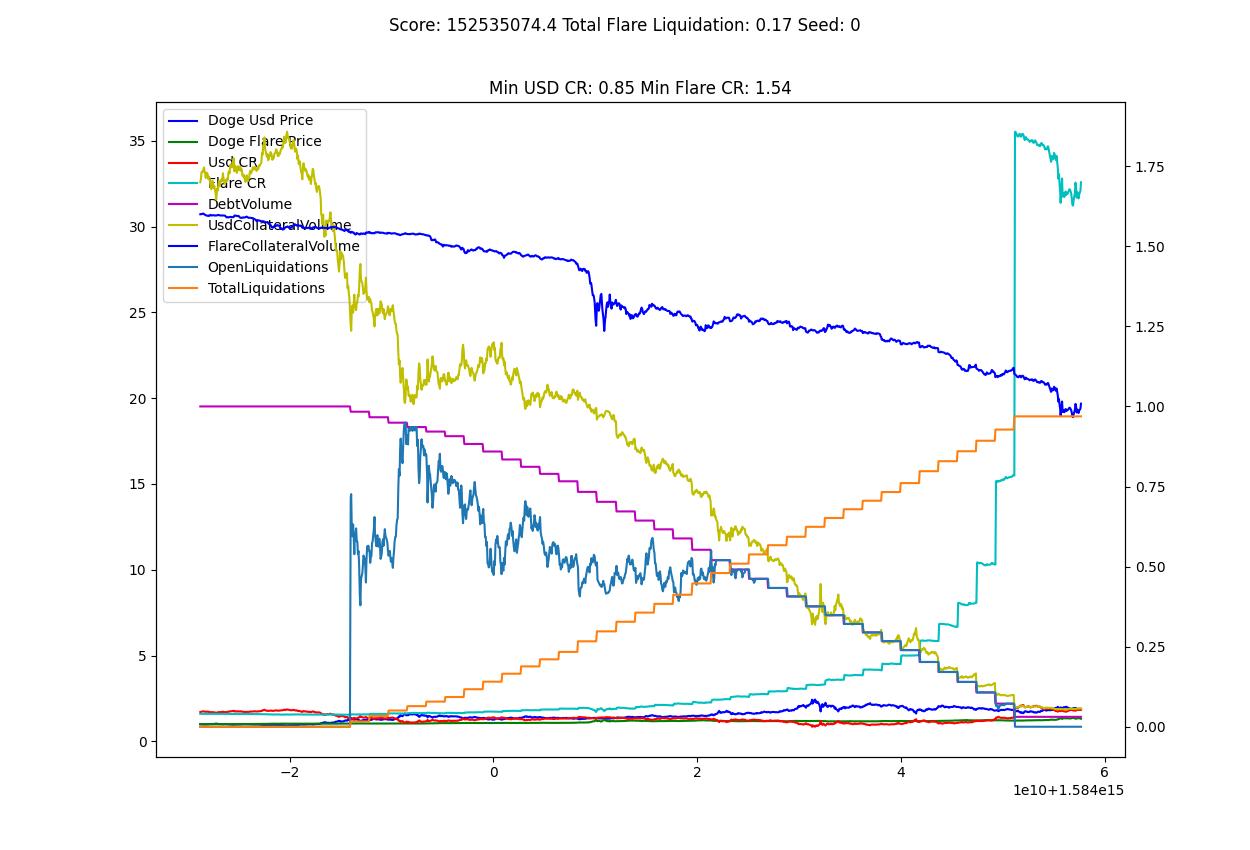 Score: 152535074.4 Total Flare Liquidation: 0.17 Seed: 0
Min USD CR: 0.85 Min Flare CR: 1.54
Doge Usd Price
Doge Flare Price
Usd CR
Flare CR
DebtVolume
UsdCollateralVolume
FlareCollateralVolume
OpenLiquidations
TotalLiquidations
35
30
25
20
15
10
5
0
1.75
1.50
1.25
1.00
0.75
0.50
0.25
0.00
−2 0 2 4 6
1e10+1.584e15